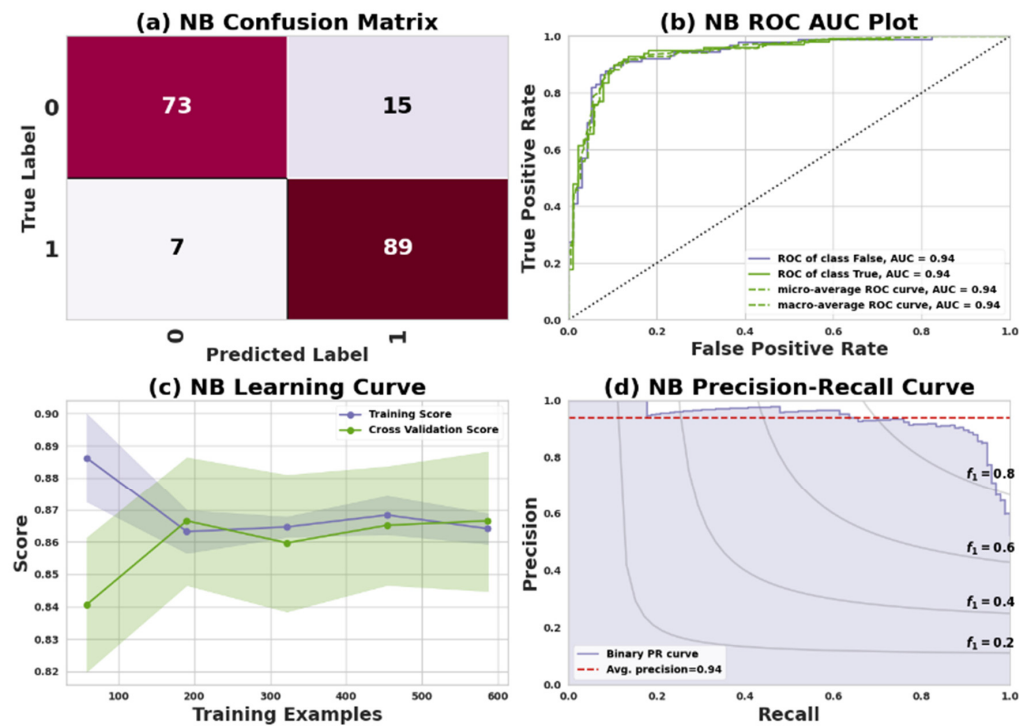 (a) NB Confusion Matrix
True Label
0
1
73
15
7
89
0
1
Predicted Label
(b) NB ROC AUC Plot
True Positive Rate
1.0
0.8
0.6
0.4
0.2
0.0
ROC of class False, AUC = 0.94
ROC of class True, AUC = 0.94
micro-average ROC curve, AUC = 0.94
macro-average ROC curve, AUC = 0.94
0.0
0.2
0.4
0.6
0.8
1.0
False Positive Rate
(c) NB Learning Curve
Score
0.90
0.89
0.88
0.87
0.86
0.85
0.84
0.83
0.82
Training Score
Cross Validation Score
100
200
300
400
500
600
Training Examples
(d) NB Precision-Recall Curve
Precision
1.0
0.8
0.6
0.4
0.2
0.0
f1=0.8
f1=0.6
f1=0.4
f1=0.2
Binary PR curve
Avg. precision=0.94
0.0
0.2
0.4
0.6
0.8
1.0
Recall